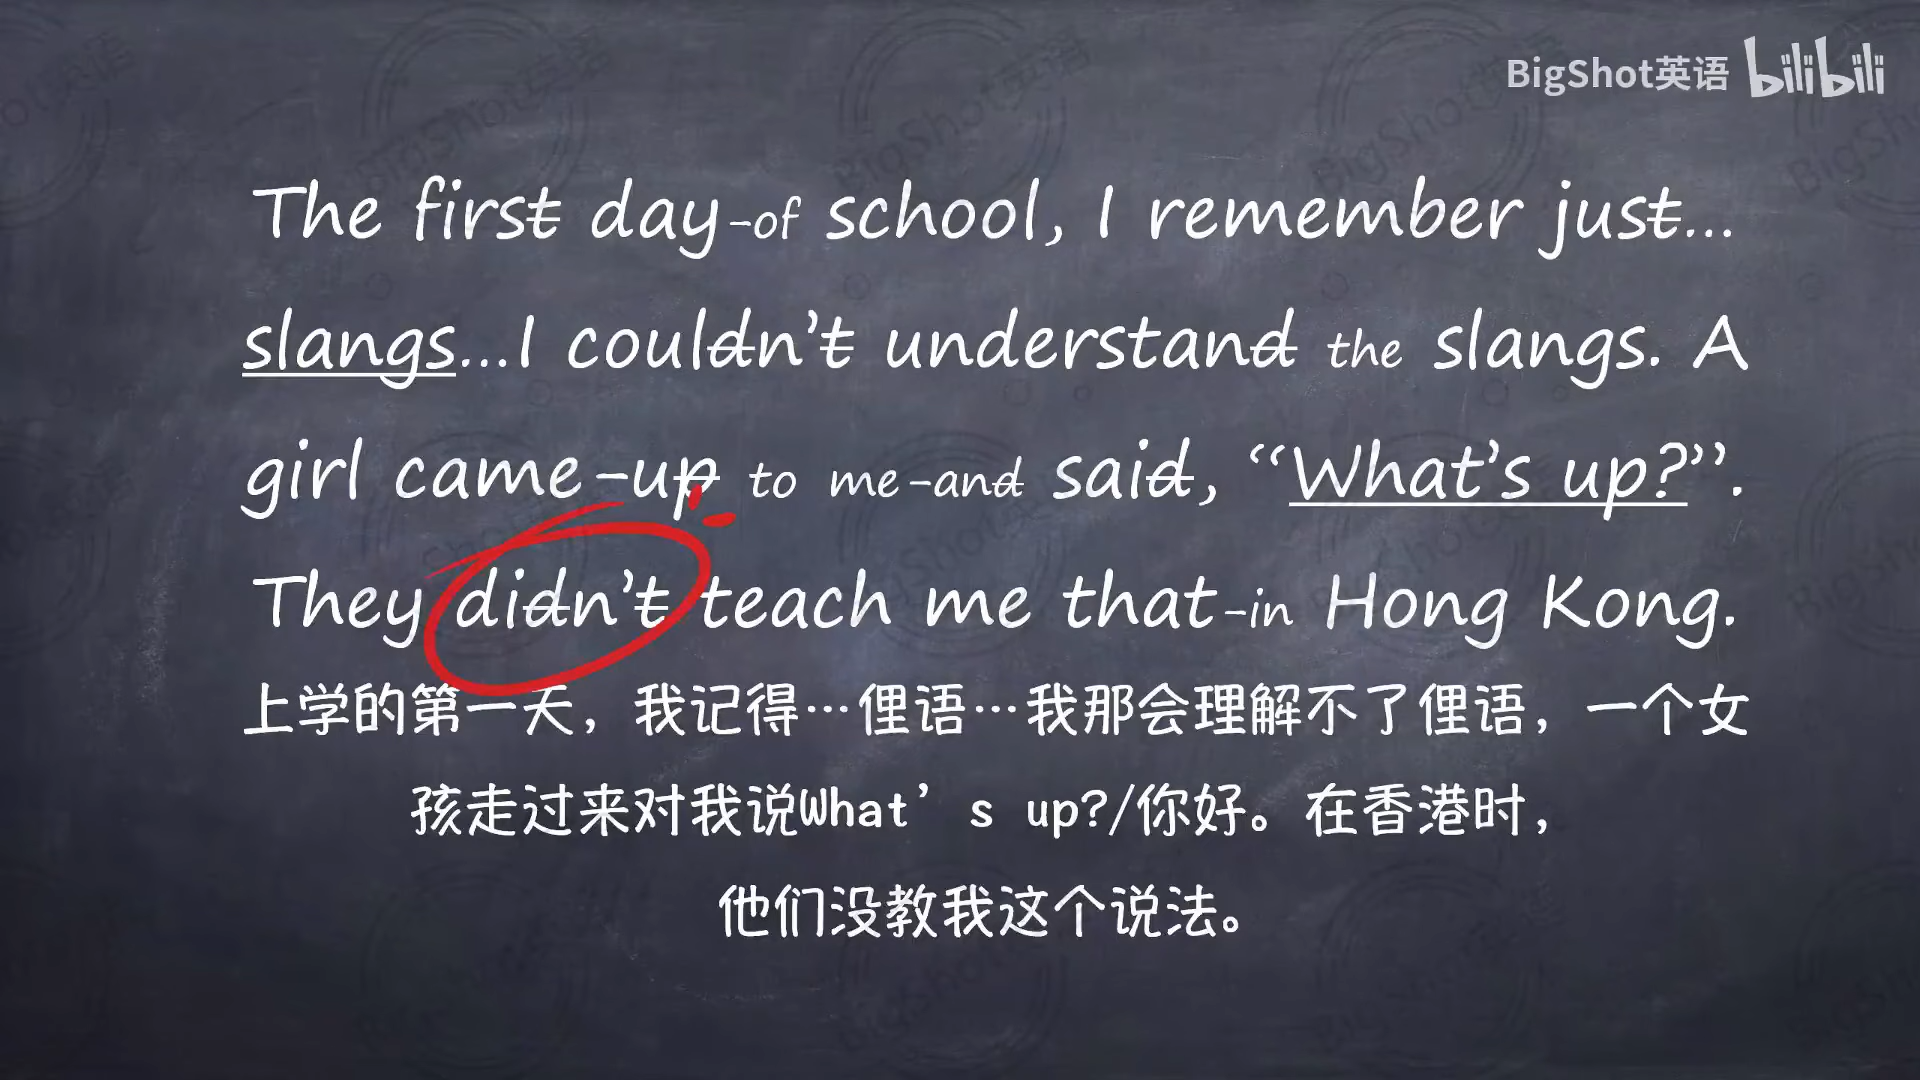 BigShot英语 bilibili
The first day-of school, I remember just...
slangs...I couldn't understand the slangs. A
girl came-up to me-and said, “What's up?”.
They didn't teach me that-in Hong Kong.
上学的第一天，我记得…俚语…我那会理解不了俚语，一个女
孩走过来对我说What’s up?/你好。在香港时，
他们没教我这个说法。